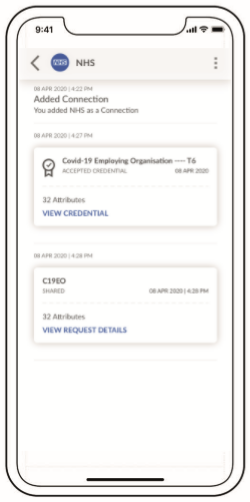 9:41
NHS
08 APR 2020 | 4:22 PM
Added Connection
You added NHS as a Connection
08 APR 2020 | 4:27 PM
Covid-19 Employing Organisation ---- T6
ACCEPTED CREDENTIAL 08 APR 2020
32 Attributes
VIEW CREDENTIAL
08 APR 2020 | 4:28 PM
C19EO
SHARED 08 APR 2020 | 4:28 PM
32 Attributes
VIEW REQUEST DETAILS